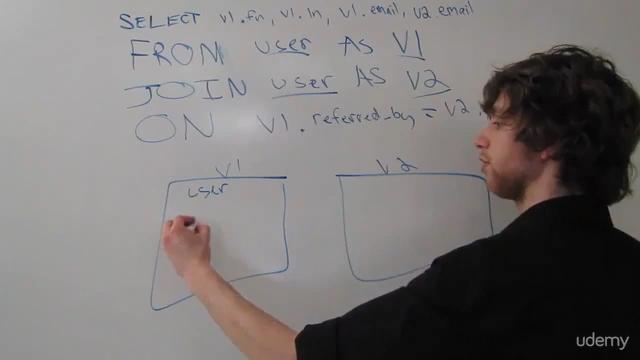 SELECT v1.fn, v1.ln, v1.email, v2.email
FROM user AS V1
JOIN user AS V2
ON V1.referred_by = V2.
V1 V2
user
udemy